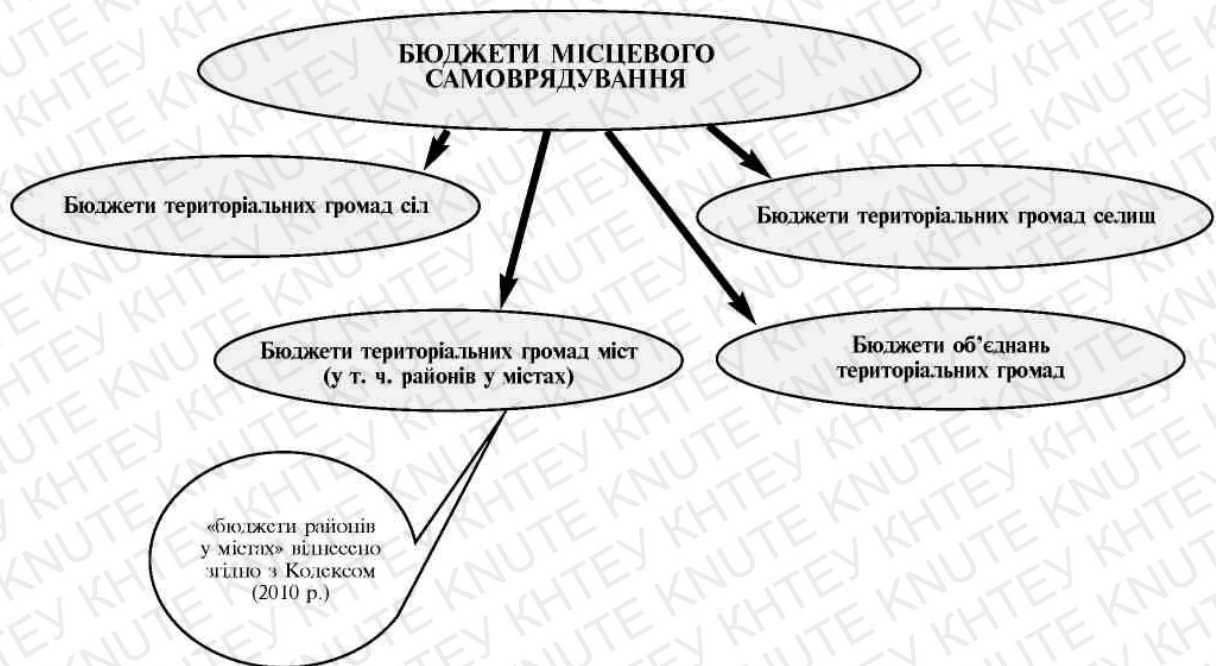 БЮДЖЕТИ МІСЦЕВОГО
САМОВРЯДУВАННЯ
Бюджети територіальних громад сіл
Бюджети територіальних громад селищ
Бюджети територіальних громад міст
(у т. ч. районів у містах)
Бюджети об’єднань
територіальних громад
«бюджети районів
у містах» віднесено
згідно з Кодексом
(2010 р.)